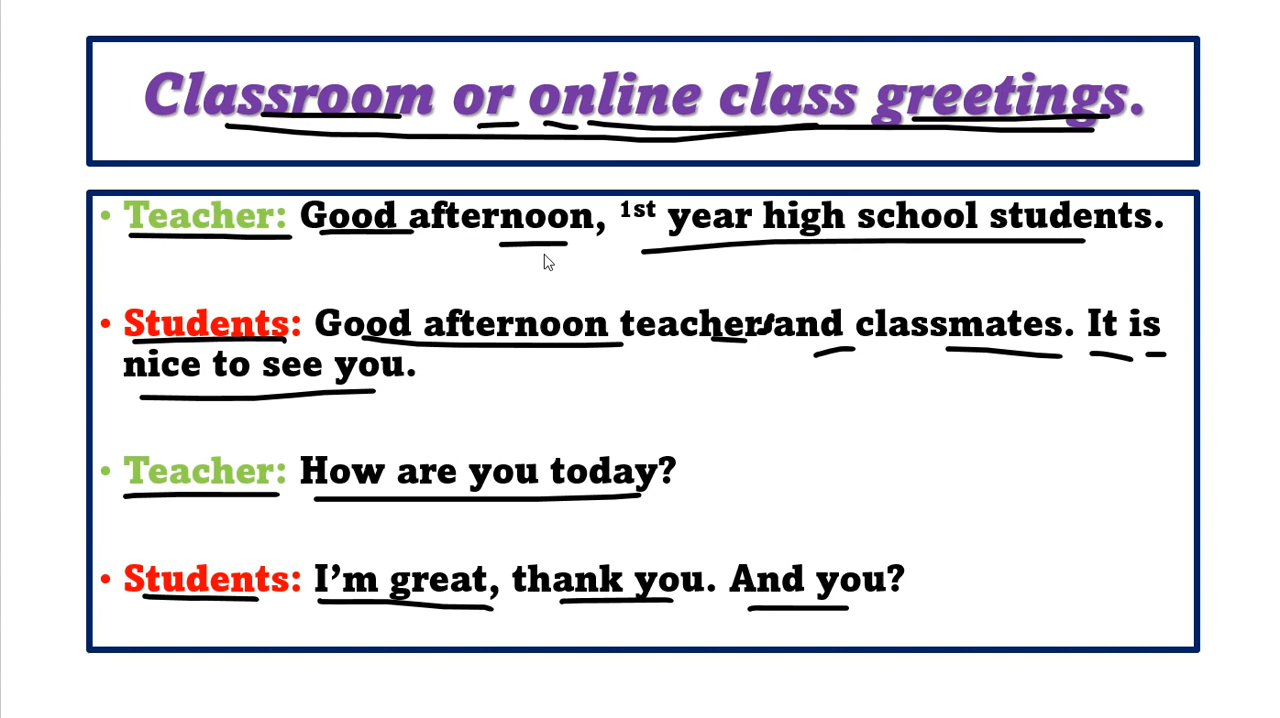 Classroom or online class greetings.
• Teacher: Good afternoon, 1st year high school students.
• Students: Good afternoon teachers and classmates. It is
nice to see you.
• Teacher: How are you today?
• Students: I’m great, thank you. And you?